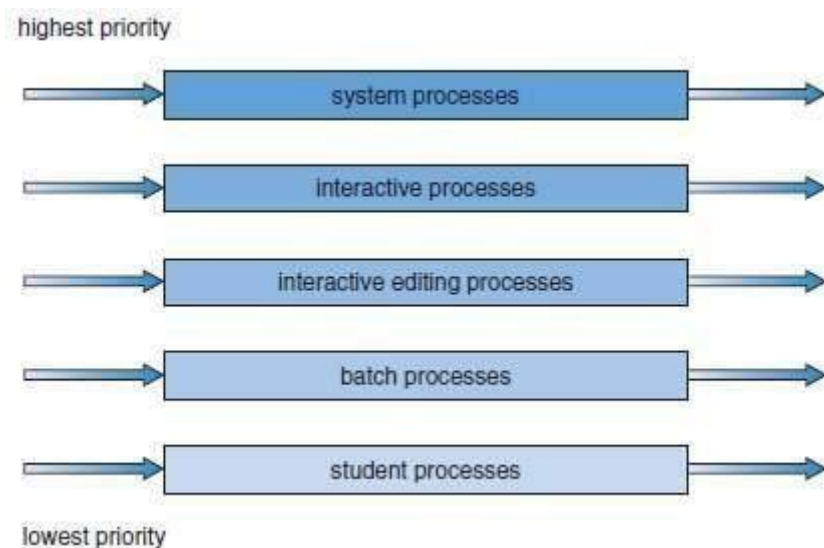 highest priority
system processes
interactive processes
interactive editing processes
batch processes
student processes
lowest priority